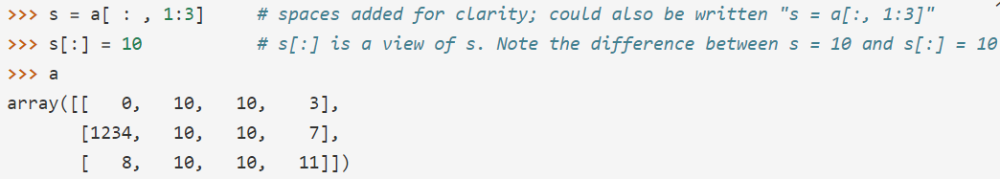 >>> s = a[ : , 1:3]     # spaces added for clarity; could also be written "s = a[:, 1:3]"
>>> s[:] = 10           # s[:] is a view of s. Note the difference between s = 10 and s[:] = 10
>>> a
array([[   0,   10,   10,    3],
       [1234,   10,   10,    7],
       [   8,   10,   10,   11]])